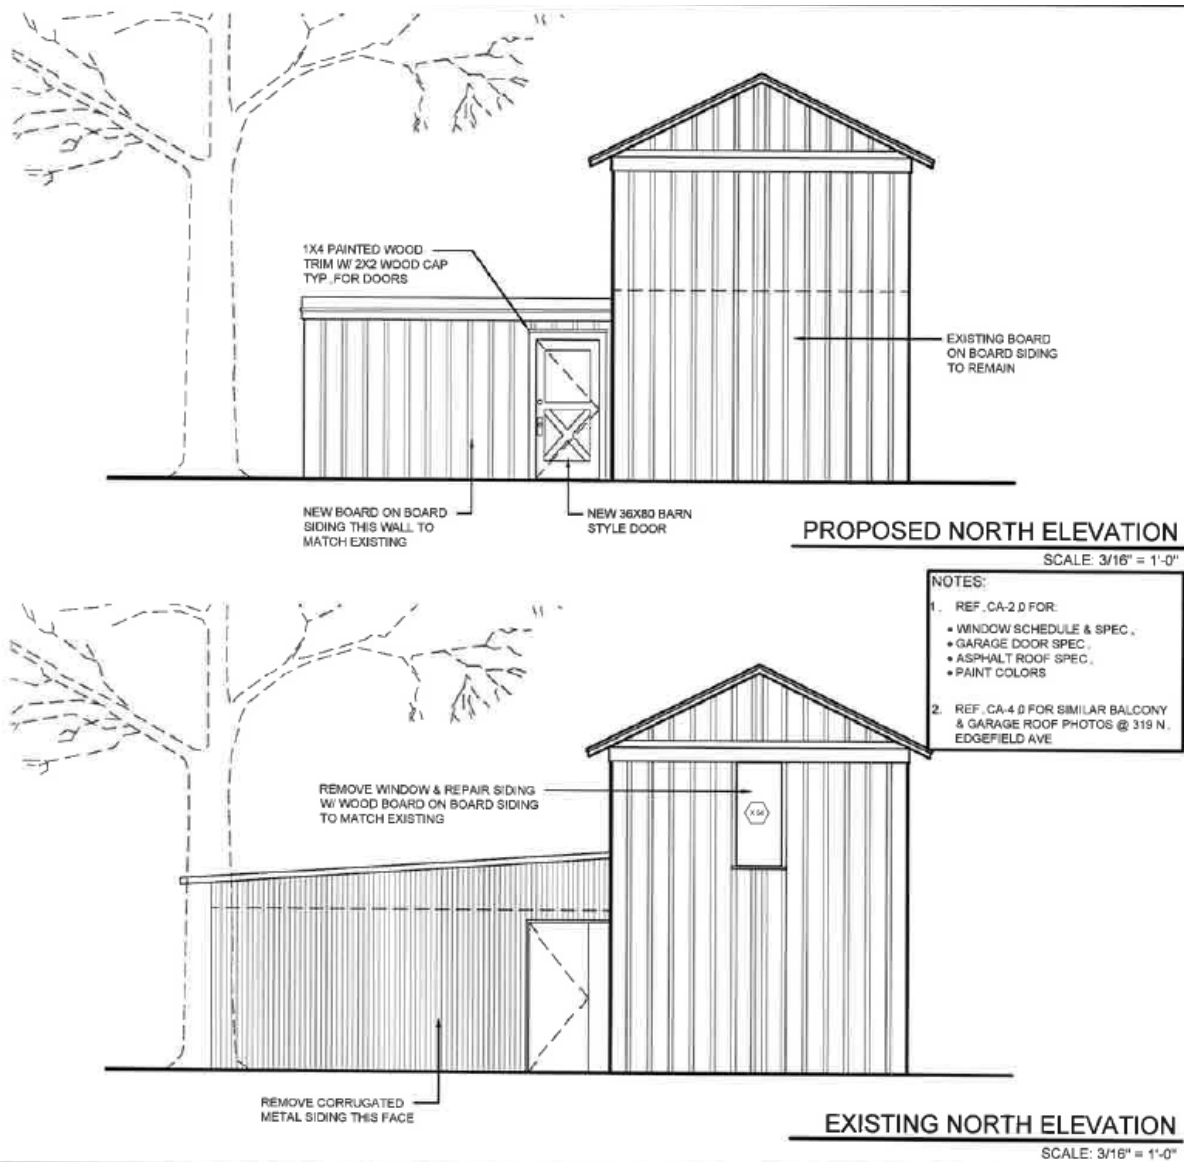 1X4 PAINTED WOOD
TRIM W/ 2X2 WOOD CAP
TYP. FOR DOORS
EXISTING BOARD
ON BOARD SIDING
TO REMAIN
NEW BOARD ON BOARD
SIDING THIS WALL TO
MATCH EXISTING
NEW 36X80 BARN
STYLE DOOR
PROPOSED NORTH ELEVATION
SCALE: 3/16" = 1'-0"
NOTES:
1. REF. CA-2.0 FOR:
• WINDOW SCHEDULE & SPEC.
• GARAGE DOOR SPEC.
• ASPHALT ROOF SPEC.
• PAINT COLORS
2. REF. CA-4.0 FOR SIMILAR BALCONY
& GARAGE ROOF PHOTOS @ 319 N.
EDGEFIELD AVE
REMOVE WINDOW & REPAIR SIDING
W/ WOOD BOARD ON BOARD SIDING
TO MATCH EXISTING
REMOVE CORRUGATED
METAL SIDING THIS FACE
EXISTING NORTH ELEVATION
SCALE: 3/16" = 1'-0"